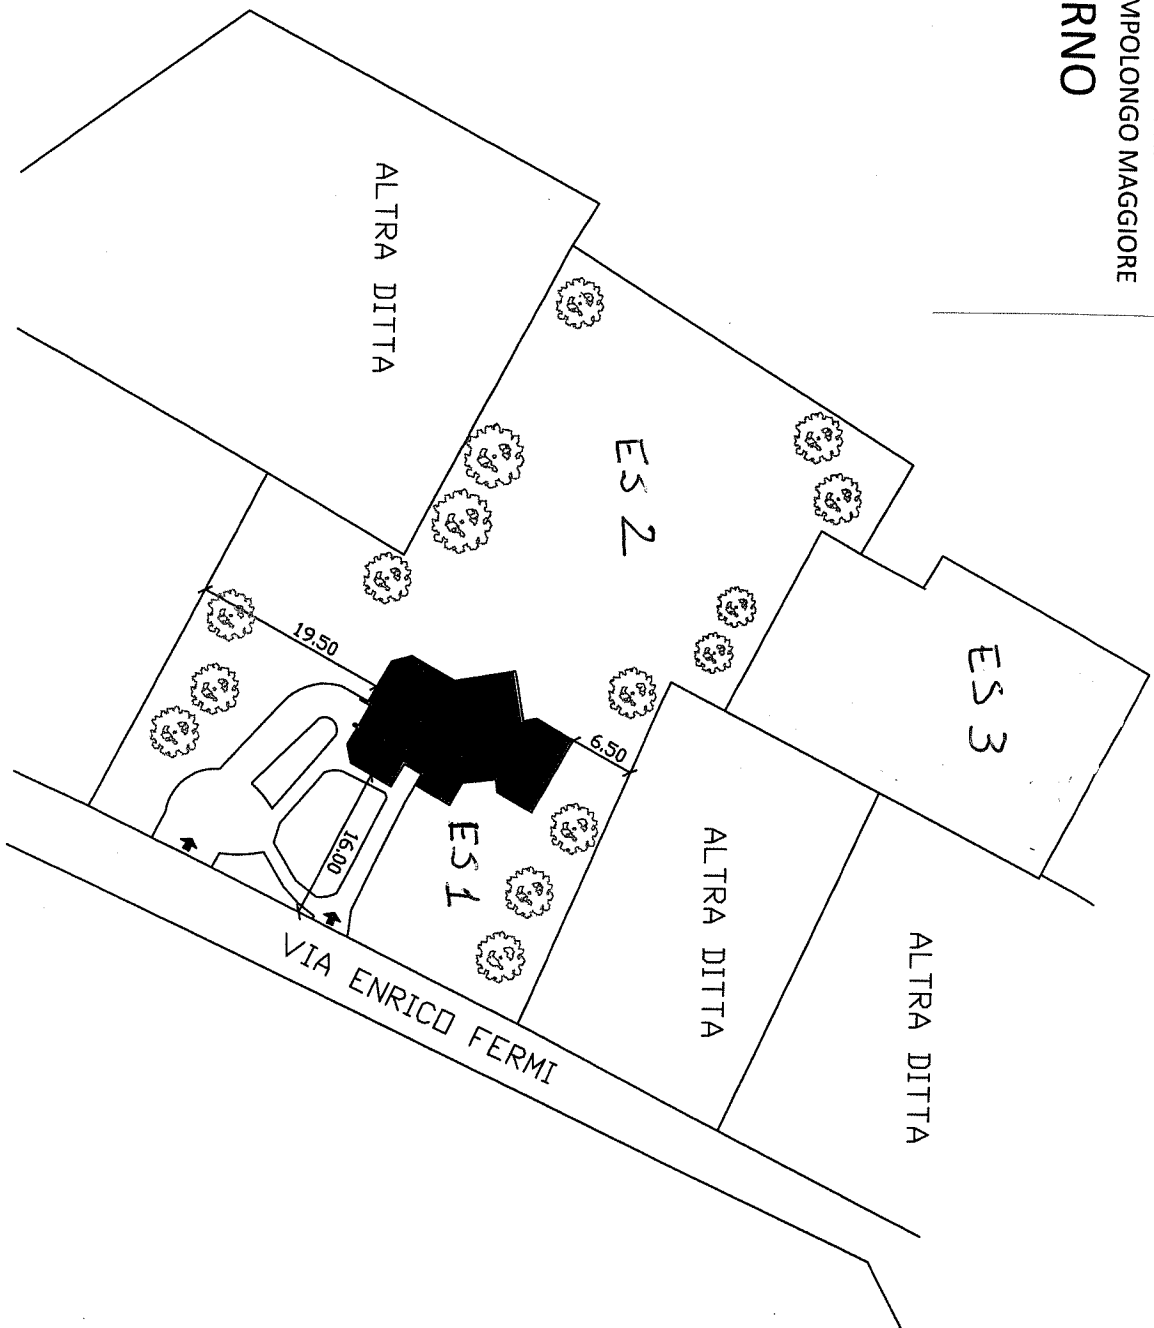 MPOLONGO MAGGIORE
RNO
ALTRA DITTA
ES 2
ES 3
19.50
6.50
16.00
ES 1
ALTRA DITTA
ALTRA DITTA
VIA ENRICO FERMI